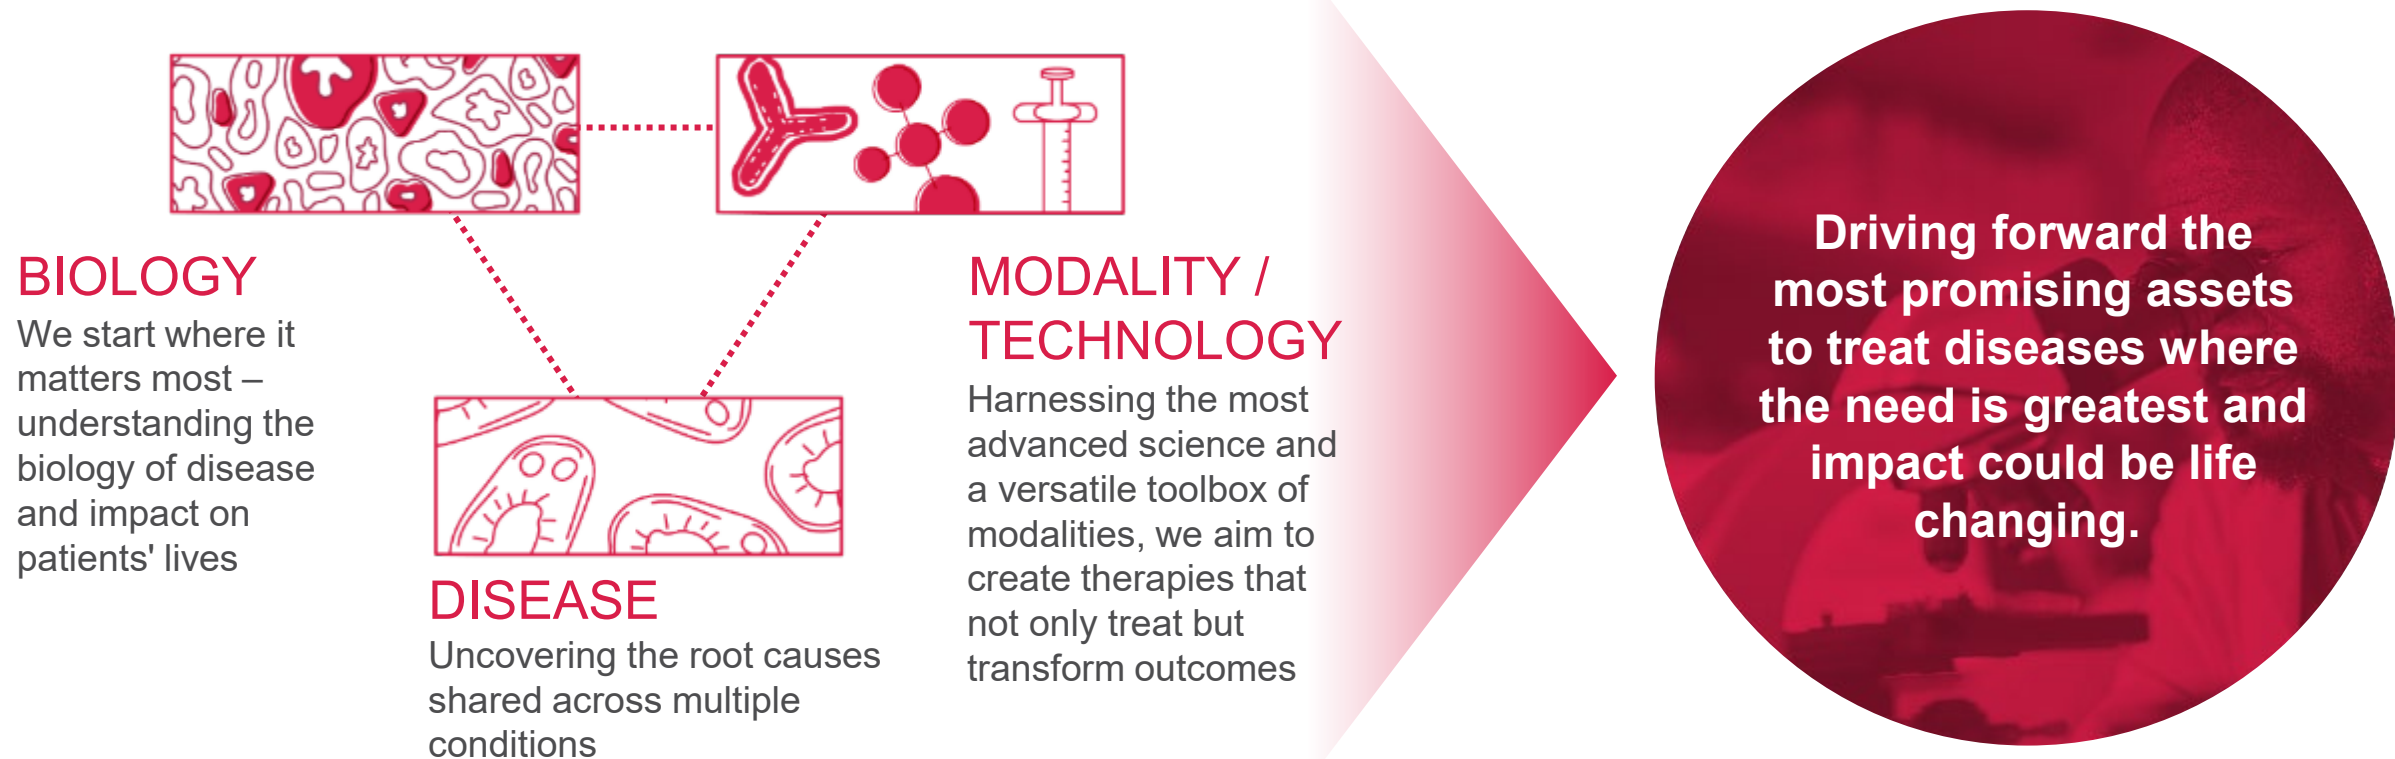 BIOLOGY
We start where it
matters most –
understanding the
biology of disease
and impact on
patients' lives
DISEASE
Uncovering the root causes
shared across multiple
conditions
MODALITY /
TECHNOLOGY
Harnessing the most
advanced science and
a versatile toolbox of
modalities, we aim to
create therapies that
not only treat but
transform outcomes
Driving forward the
most promising assets
to treat diseases where
the need is greatest and
impact could be life
changing.